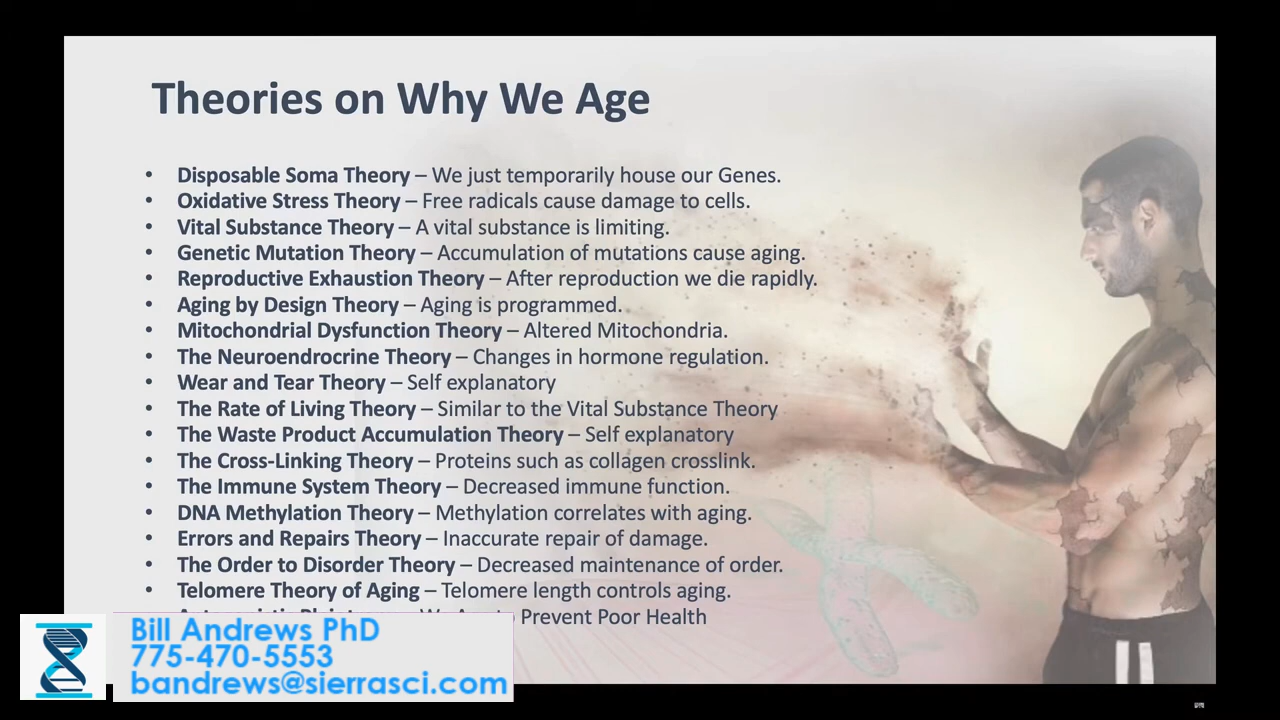 Theories on Why We Age
• Disposable Soma Theory – We just temporarily house our Genes.
• Oxidative Stress Theory – Free radicals cause damage to cells.
• Vital Substance Theory – A vital substance is limiting.
• Genetic Mutation Theory – Accumulation of mutations cause aging.
• Reproductive Exhaustion Theory – After reproduction we die rapidly.
• Aging by Design Theory – Aging is programmed.
• Mitochondrial Dysfunction Theory – Altered Mitochondria.
• The Neuroendrocrine Theory – Changes in hormone regulation.
• Wear and Tear Theory – Self explanatory
• The Rate of Living Theory – Similar to the Vital Substance Theory
• The Waste Product Accumulation Theory – Self explanatory
• The Cross-Linking Theory – Proteins such as collagen crosslink.
• The Immune System Theory – Decreased immune function.
• DNA Methylation Theory – Methylation correlates with aging.
• Errors and Repairs Theory – Inaccurate repair of damage.
• The Order to Disorder Theory – Decreased maintenance of order.
• Telomere Theory of Aging – Telomere length controls aging.
Prevent Poor Health
Bill Andrews PhD
775-470-5553
bandrews@sierrasci.com